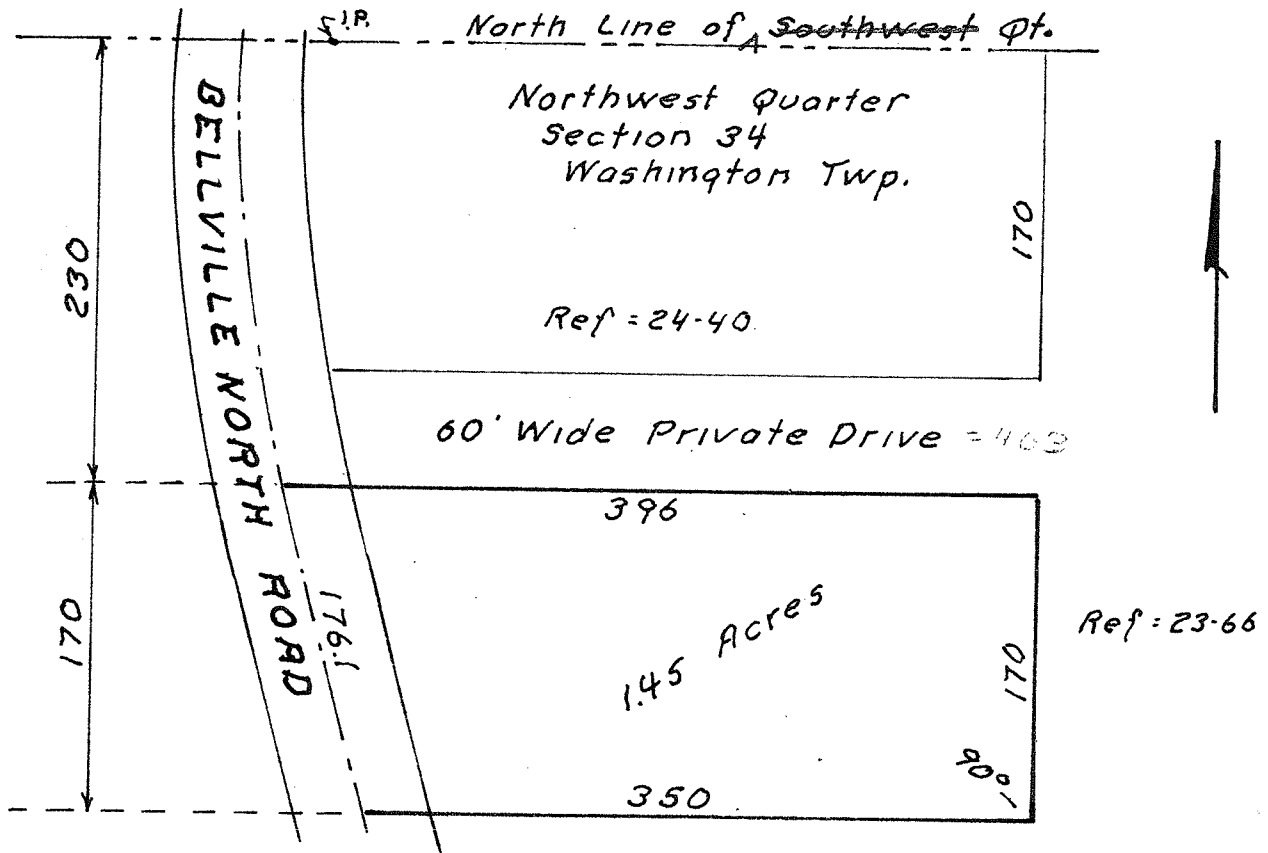 I.P.
North Line of A Southwest Qt.
Northwest Quarter
Section 34
Washington Twp.
BELLVILLE NORTH ROAD
230
170
Ref = 24-40
60' Wide Private Drive = 403
396
170
176.1
1.45 Acres
170
Ref = 23-66
90°
350